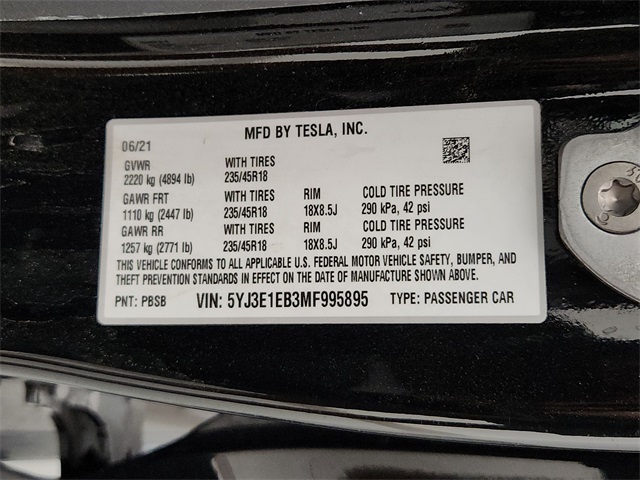 MFD BY TESLA, INC.
06/21
GVWR WITH TIRES
2220 kg (4894 lb) 235/45R18
GAWR FRT WITH TIRES RIM COLD TIRE PRESSURE
1110 kg (2447 lb) 235/45R18 18X8.5J 290 kPa, 42 psi
GAWR RR WITH TIRES RIM COLD TIRE PRESSURE
1257 kg (2771 lb) 235/45R18 18X8.5J 290 kPa, 42 psi
THIS VEHICLE CONFORMS TO ALL APPLICABLE U.S. FEDERAL MOTOR VEHICLE SAFETY, BUMPER, AND
THEFT PREVENTION STANDARDS IN EFFECT ON THE DATE OF MANUFACTURE SHOWN ABOVE.
PNT: PBSB VIN: 5YJ3E1EB3MF995895 TYPE: PASSENGER CAR